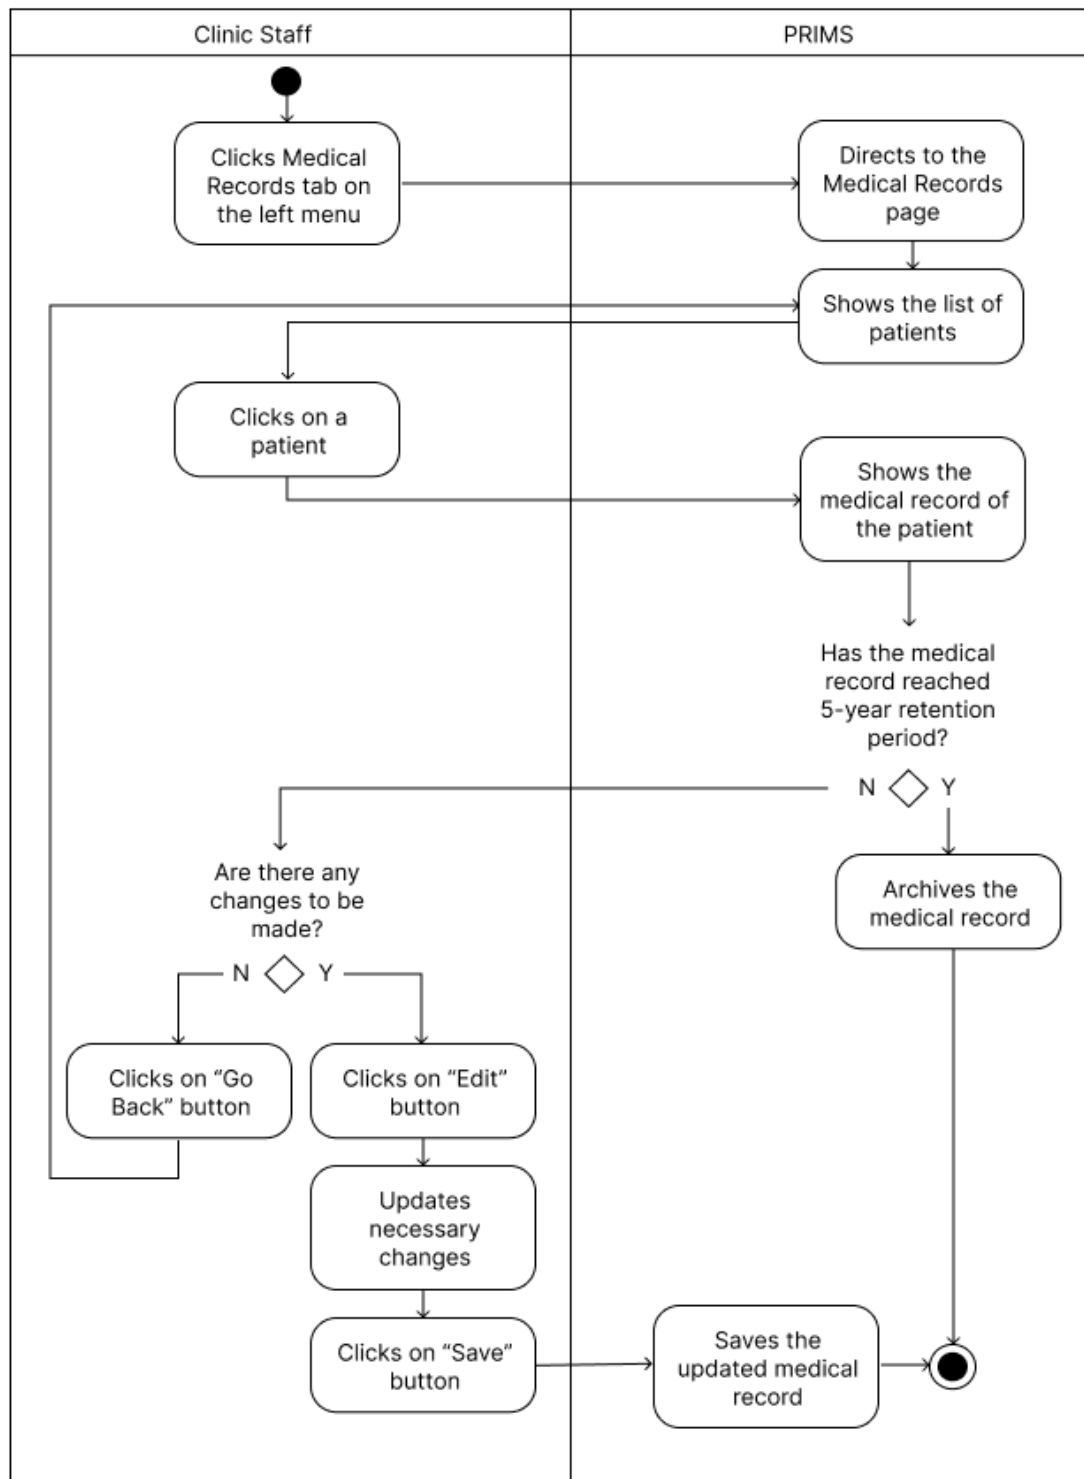 Clinic Staff
PRIMS
Clicks Medical
Records tab on
the left menu
Directs to the
Medical Records
page
Shows the list of
patients
Clicks on a
patient
Shows the
medical record of
the patient
Has the medical
record reached
5-year retention
period?
N
Y
Are there any
changes to be
made?
Archives the
medical record
N
Y
Clicks on “Go
Back” button
Clicks on “Edit”
button
Updates
necessary
changes
Clicks on “Save”
button
Saves the
updated medical
record